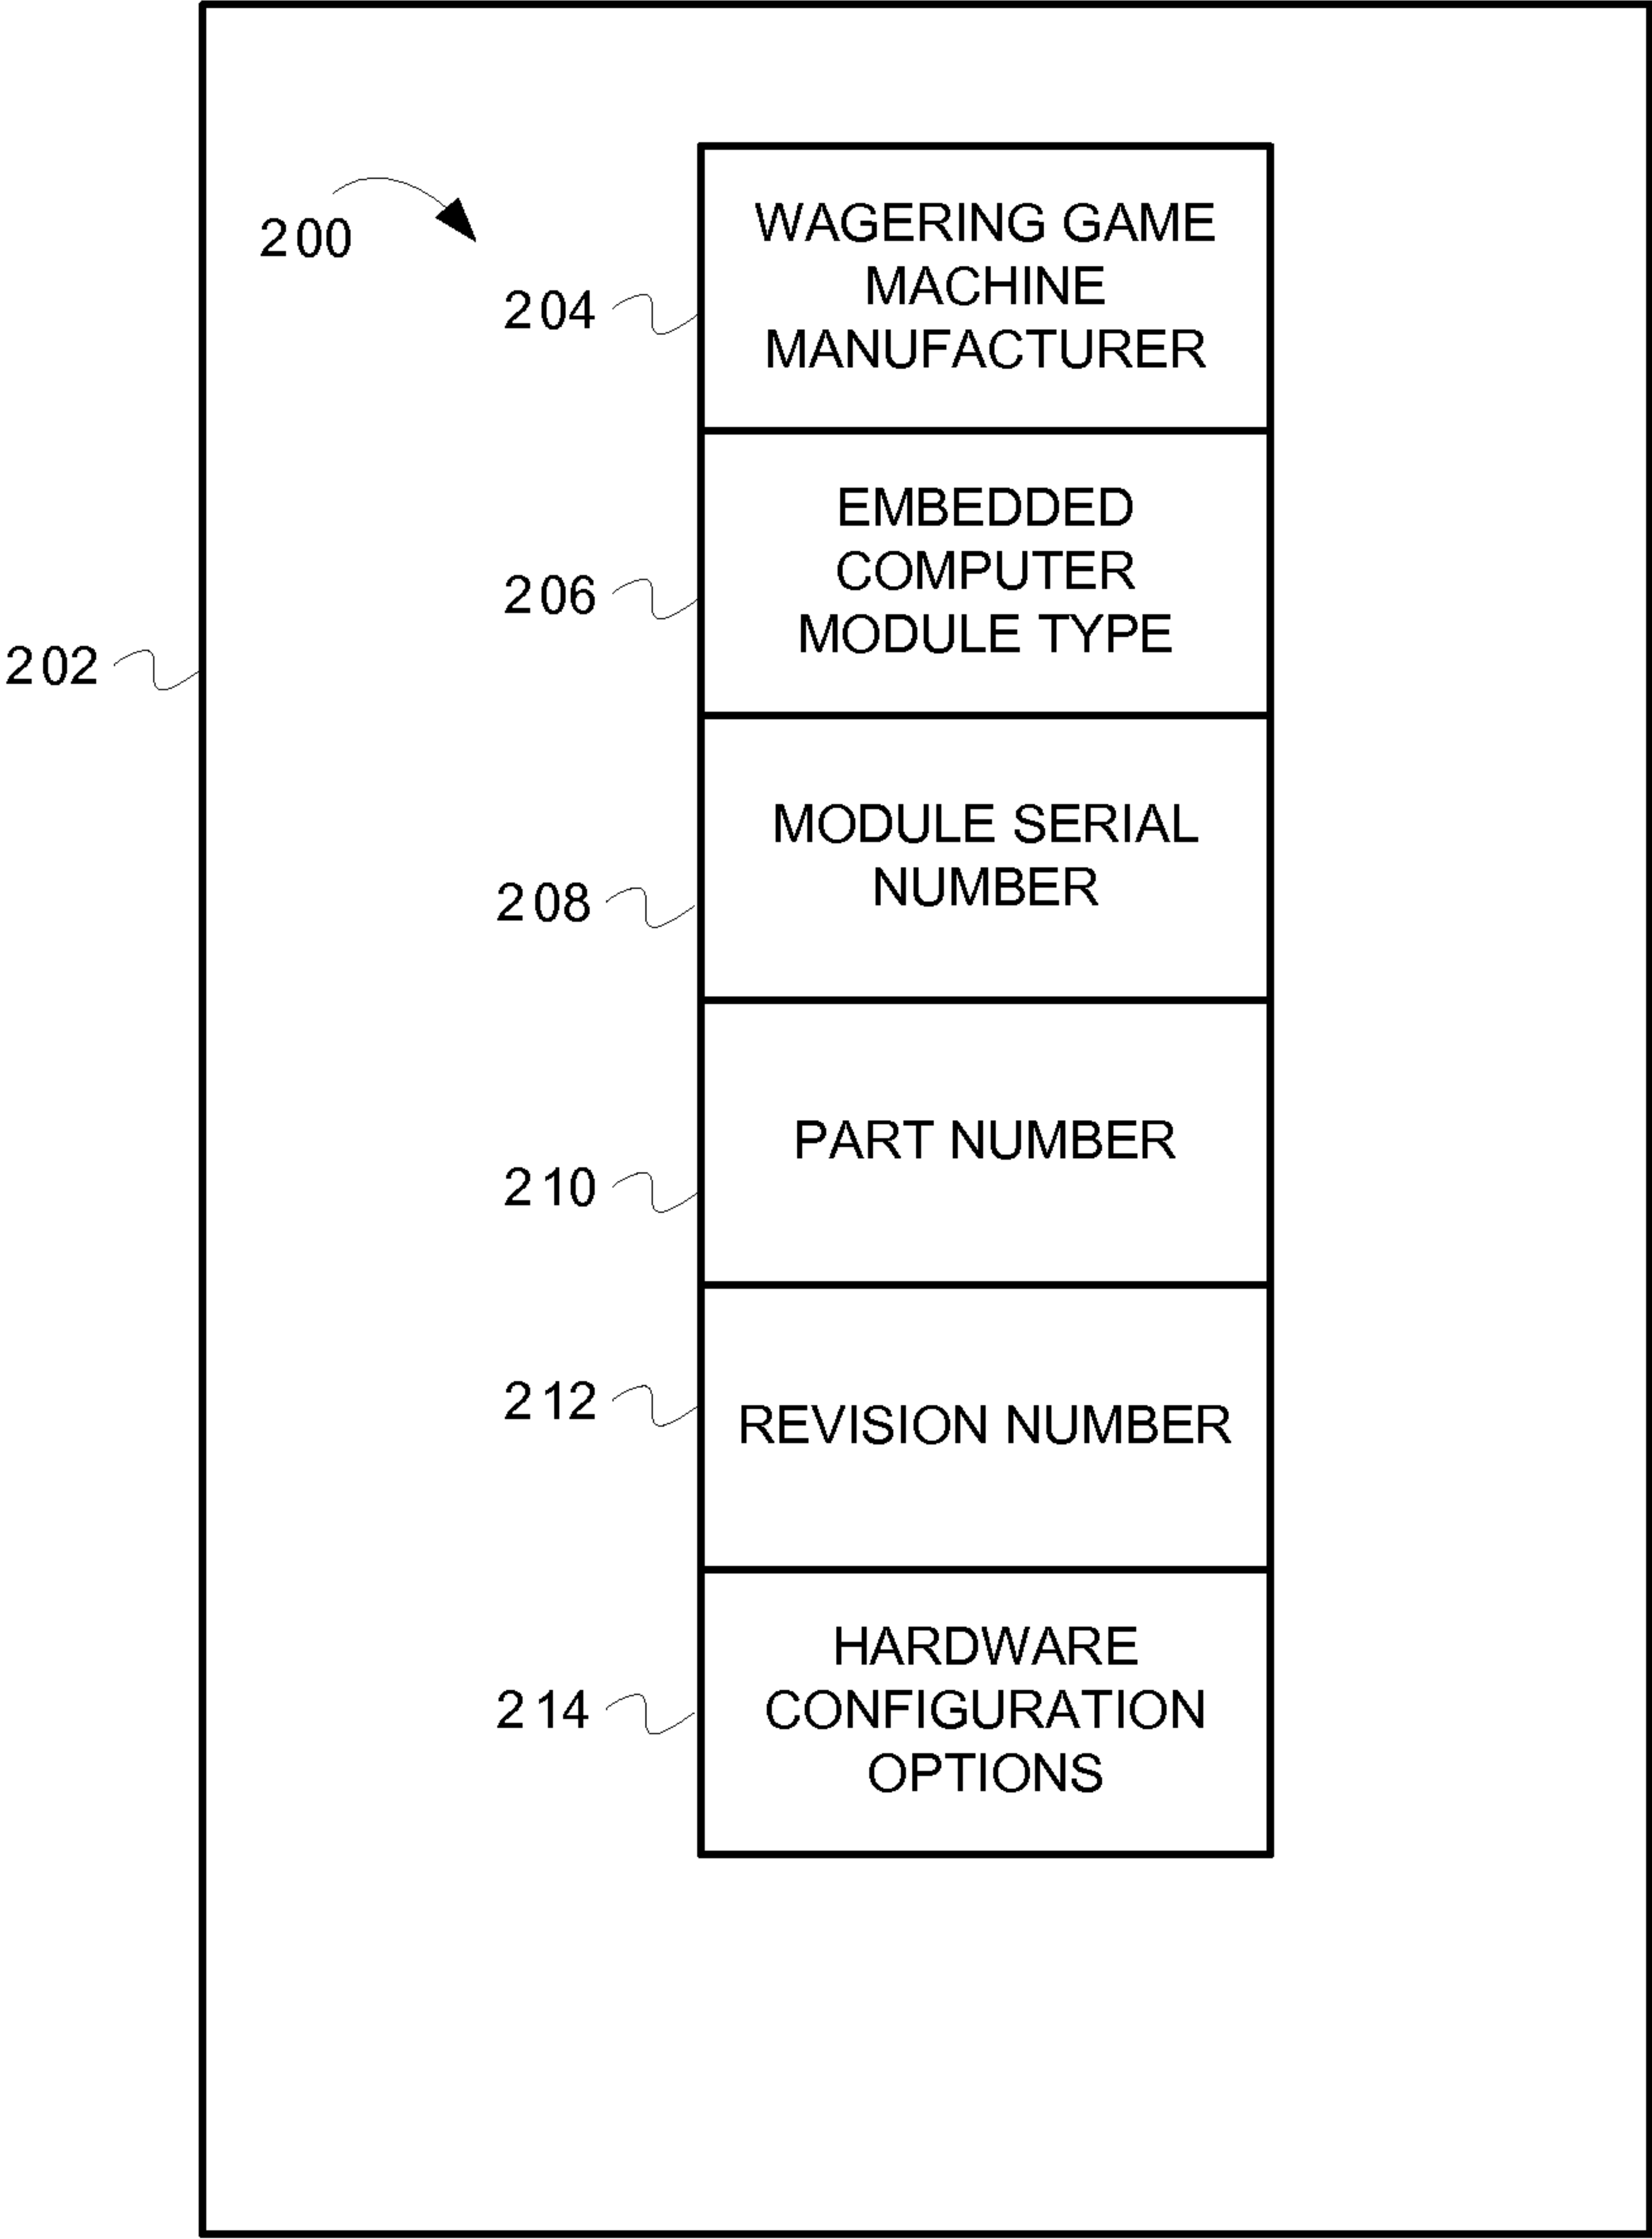 200
204
WAGERING GAME
MACHINE
MANUFACTURER
206
EMBEDDED
COMPUTER
MODULE TYPE
202
208
MODULE SERIAL
NUMBER
210
PART NUMBER
212
REVISION NUMBER
214
HARDWARE
CONFIGURATION
OPTIONS